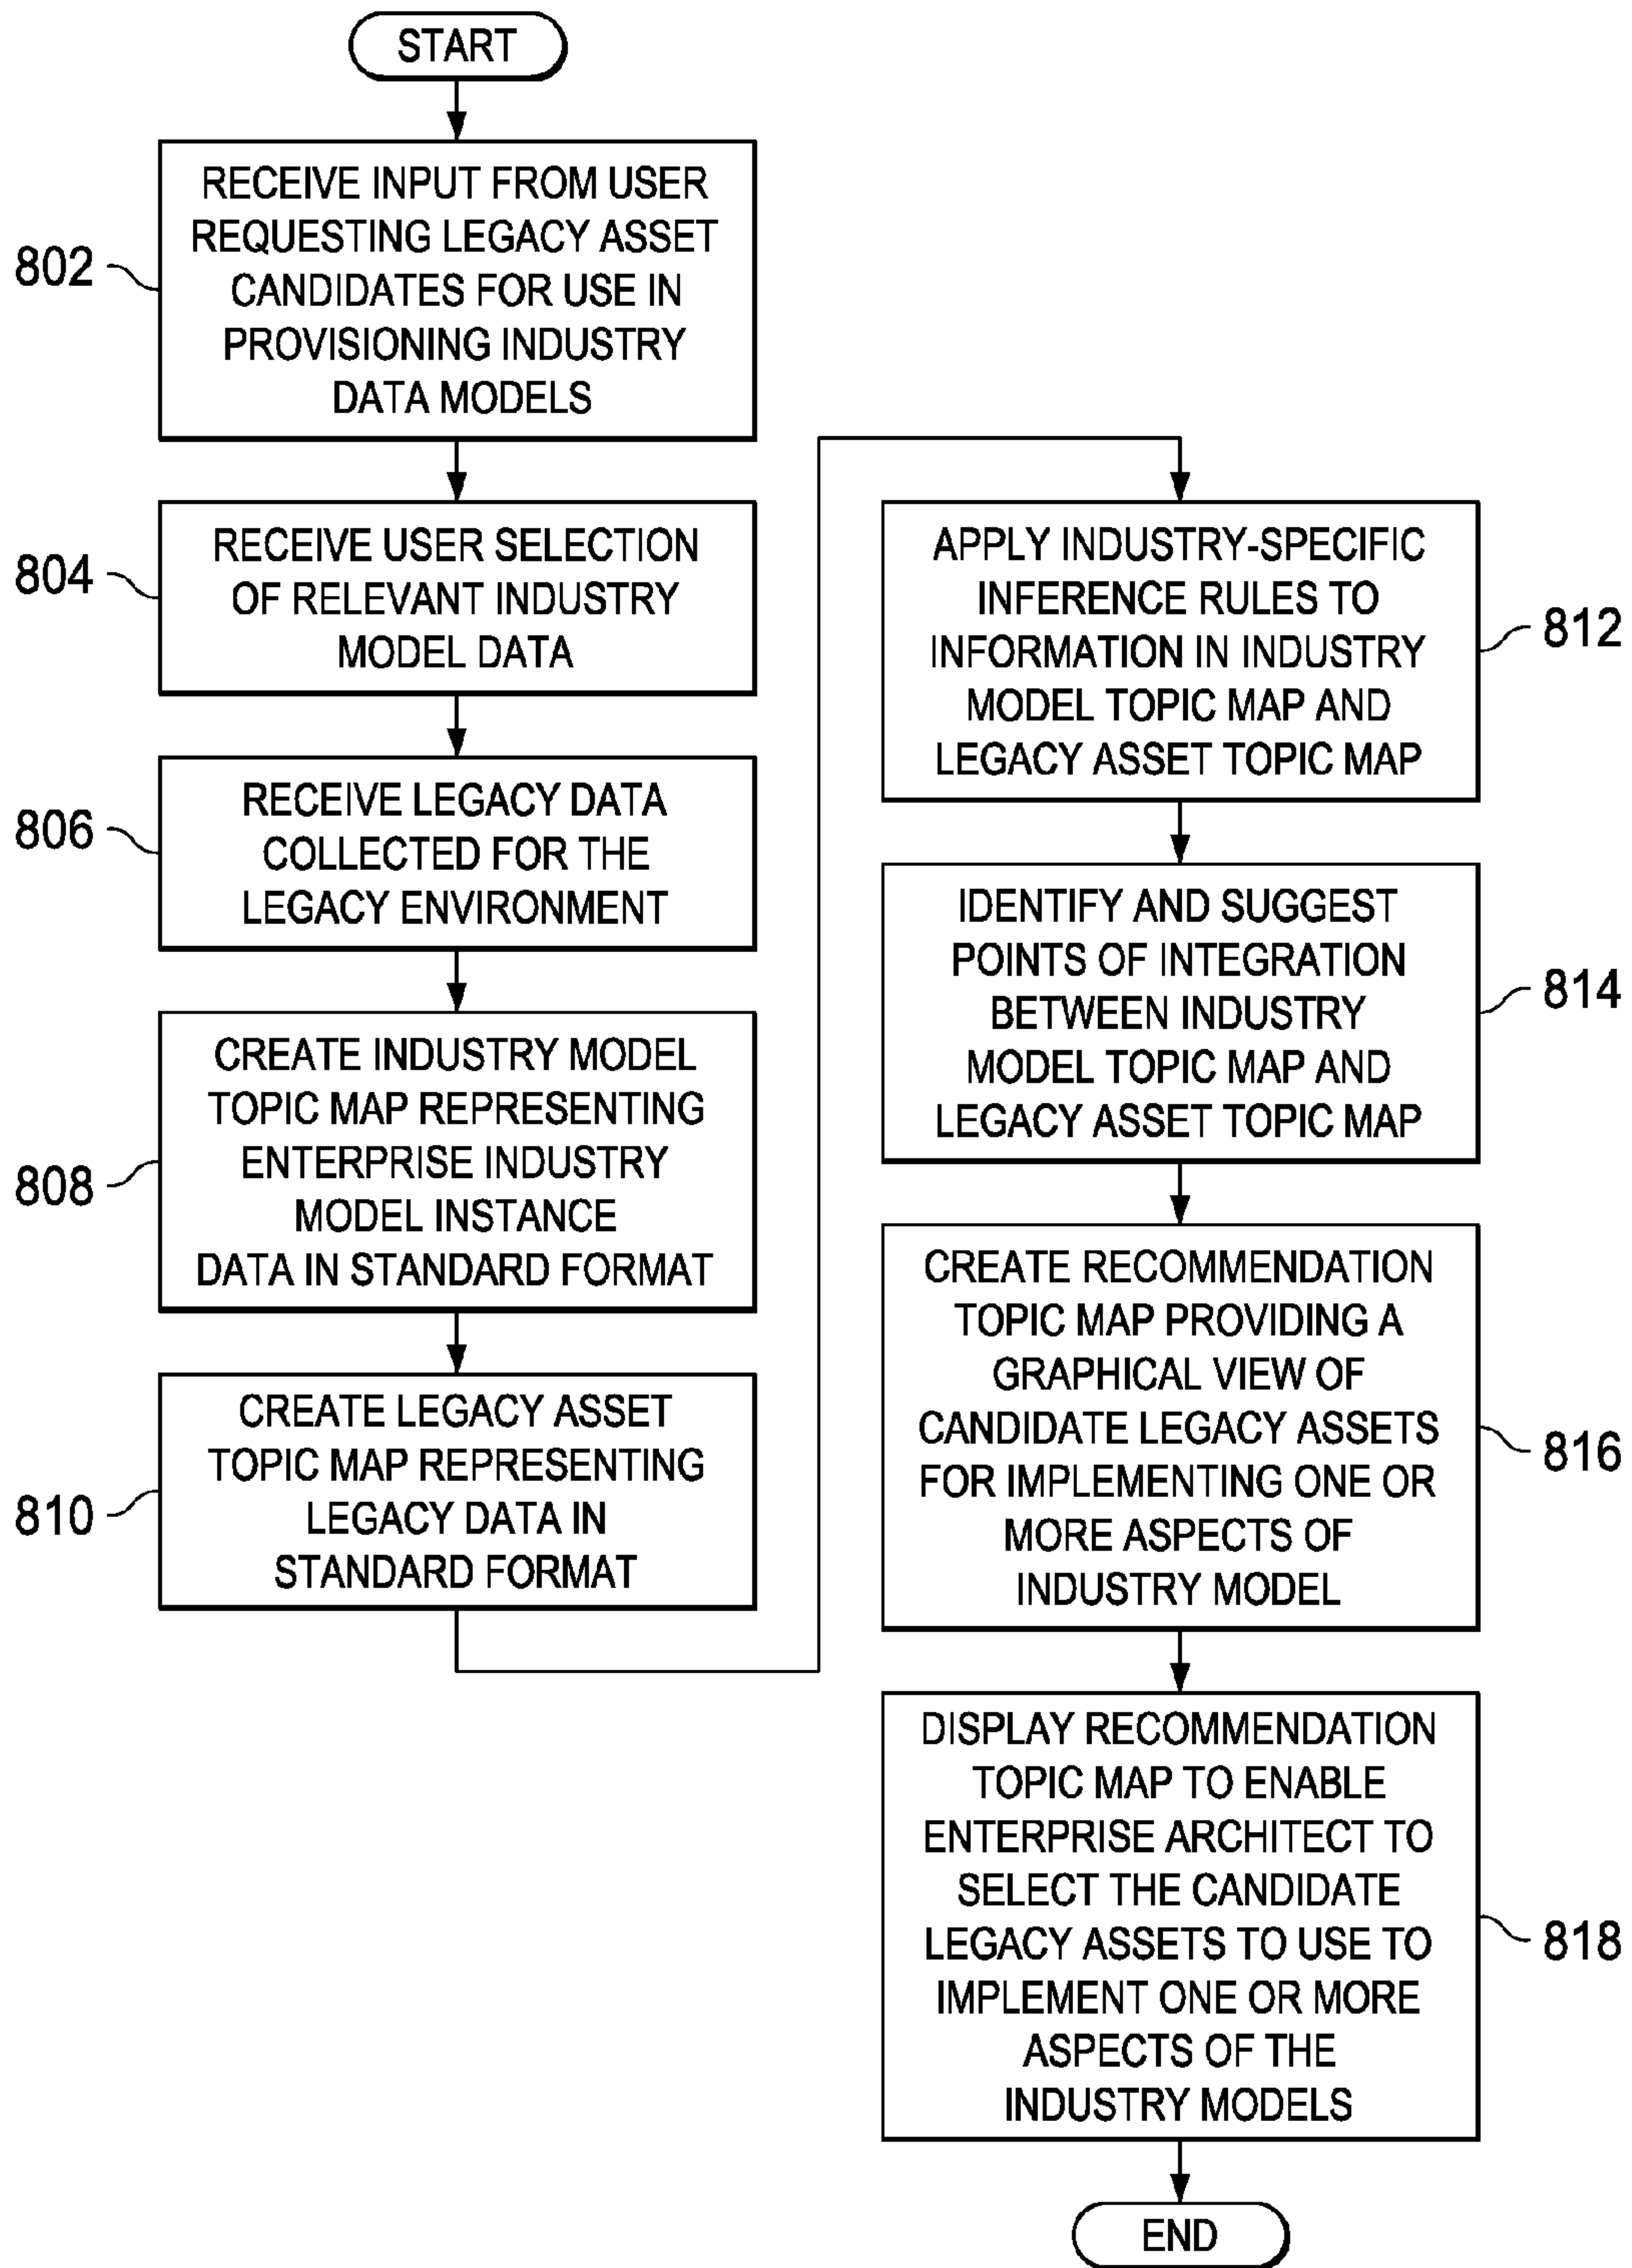 START
802
RECEIVE INPUT FROM USER
REQUESTING LEGACY ASSET
CANDIDATES FOR USE IN
PROVISIONING INDUSTRY
DATA MODELS
804
RECEIVE USER SELECTION
OF RELEVANT INDUSTRY
MODEL DATA
806
RECEIVE LEGACY DATA
COLLECTED FOR THE
LEGACY ENVIRONMENT
808
CREATE INDUSTRY MODEL
TOPIC MAP REPRESENTING
ENTERPRISE INDUSTRY
MODEL INSTANCE
DATA IN STANDARD FORMAT
810
CREATE LEGACY ASSET
TOPIC MAP REPRESENTING
LEGACY DATA IN
STANDARD FORMAT
APPLY INDUSTRY-SPECIFIC
INFERENCE RULES TO
INFORMATION IN INDUSTRY
MODEL TOPIC MAP AND
LEGACY ASSET TOPIC MAP
812
IDENTIFY AND SUGGEST
POINTS OF INTEGRATION
BETWEEN INDUSTRY
MODEL TOPIC MAP AND
LEGACY ASSET TOPIC MAP
814
CREATE RECOMMENDATION
TOPIC MAP PROVIDING A
GRAPHICAL VIEW OF
CANDIDATE LEGACY ASSETS
FOR IMPLEMENTING ONE OR
MORE ASPECTS OF
INDUSTRY MODEL
816
DISPLAY RECOMMENDATION
TOPIC MAP TO ENABLE
ENTERPRISE ARCHITECT TO
SELECT THE CANDIDATE
LEGACY ASSETS TO USE TO
IMPLEMENT ONE OR MORE
ASPECTS OF THE
INDUSTRY MODELS
818
END